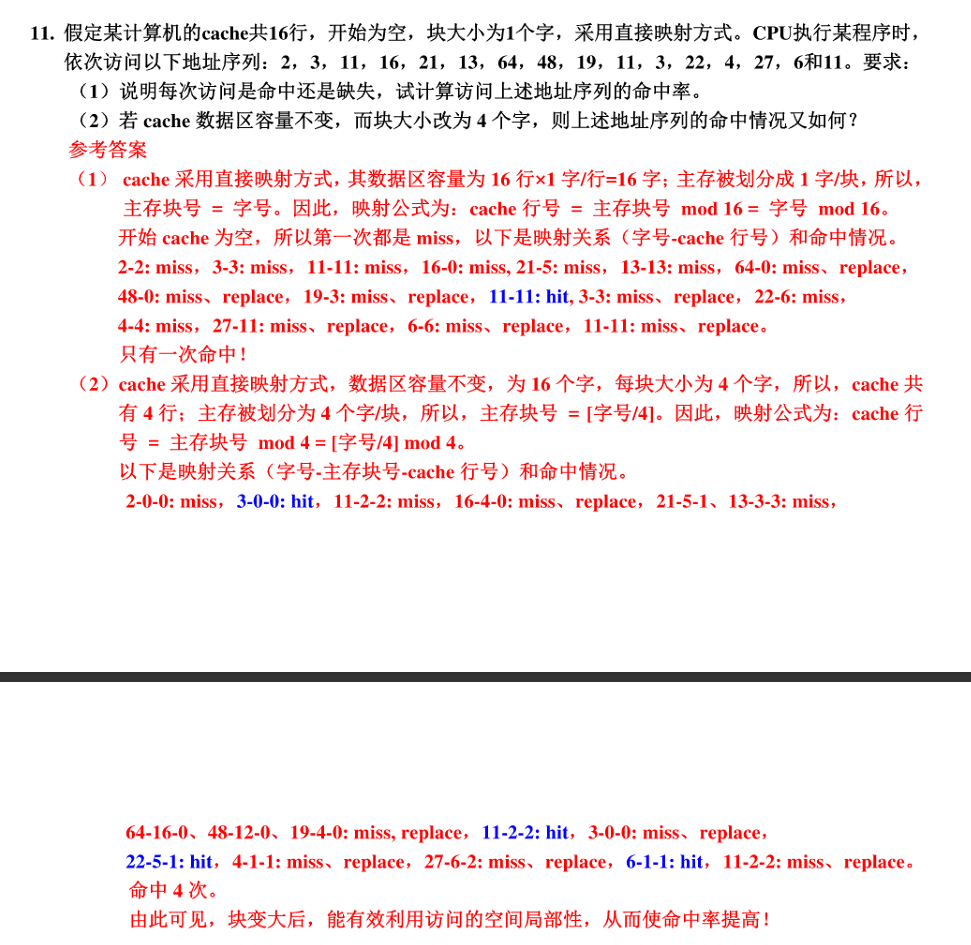 11. 假定某计算机的cache共16行，开始为空，块大小为1个字，采用直接映射方式。CPU执行某程序时，
依次访问以下地址序列：2，3，11，16，21，13，64，48，19，11，3，22，4，27，6和11。要求：
（1）说明每次访问是命中还是缺失，试计算访问上述地址序列的命中率。
（2）若 cache 数据区容量不变，而块大小改为 4 个字，则上述地址序列的命中情况又如何？
参考答案
（1） cache 采用直接映射方式，其数据区容量为 16 行×1 字/行=16 字；主存被划分成 1 字/块，所以，
主存块号 = 字号。因此，映射公式为：cache 行号 = 主存块号 mod 16 = 字号 mod 16。
开始 cache 为空，所以第一次都是 miss，以下是映射关系（字号-cache 行号）和命中情况。
2-2: miss，3-3: miss，11-11: miss，16-0: miss, 21-5: miss，13-13: miss，64-0: miss、replace，
48-0: miss、replace，19-3: miss、replace，11-11: hit, 3-3: miss、replace，22-6: miss，
4-4: miss，27-11: miss、replace，6-6: miss、replace，11-11: miss、replace。
只有一次命中！
（2）cache 采用直接映射方式，数据区容量不变，为 16 个字，每块大小为 4 个字，所以，cache 共
有 4 行；主存被划分为 4 个字/块，所以，主存块号 = [字号/4]。因此，映射公式为：cache 行
号 = 主存块号 mod 4 = [字号/4] mod 4。
以下是映射关系（字号-主存块号-cache 行号）和命中情况。
2-0-0: miss，3-0-0: hit，11-2-2: miss，16-4-0: miss、replace，21-5-1、13-3-3: miss，
64-16-0、48-12-0、19-4-0: miss, replace，11-2-2: hit，3-0-0: miss、replace，
22-5-1: hit，4-1-1: miss、replace，27-6-2: miss、replace，6-1-1: hit，11-2-2: miss、replace。
命中 4 次。
由此可见，块变大后，能有效利用访问的空间局部性，从而使命中率提高！